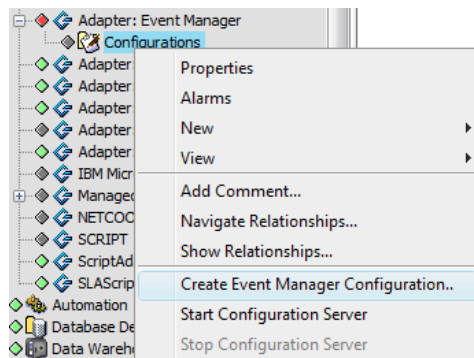 Adapter: Event Manager
Configurations
Adapter:
Adapter:
Adapter:
Adapter:
Adapter:
IBM Micr
Managed
NETCOO
SCRIPT
ScriptAd
SLAScrip
Automation
Database De
Data Wareh
Properties
Alarms
New
View
Add Comment...
Navigate Relationships...
Show Relationships...
Create Event Manager Configuration..
Start Configuration Server
Stop Configuration Server